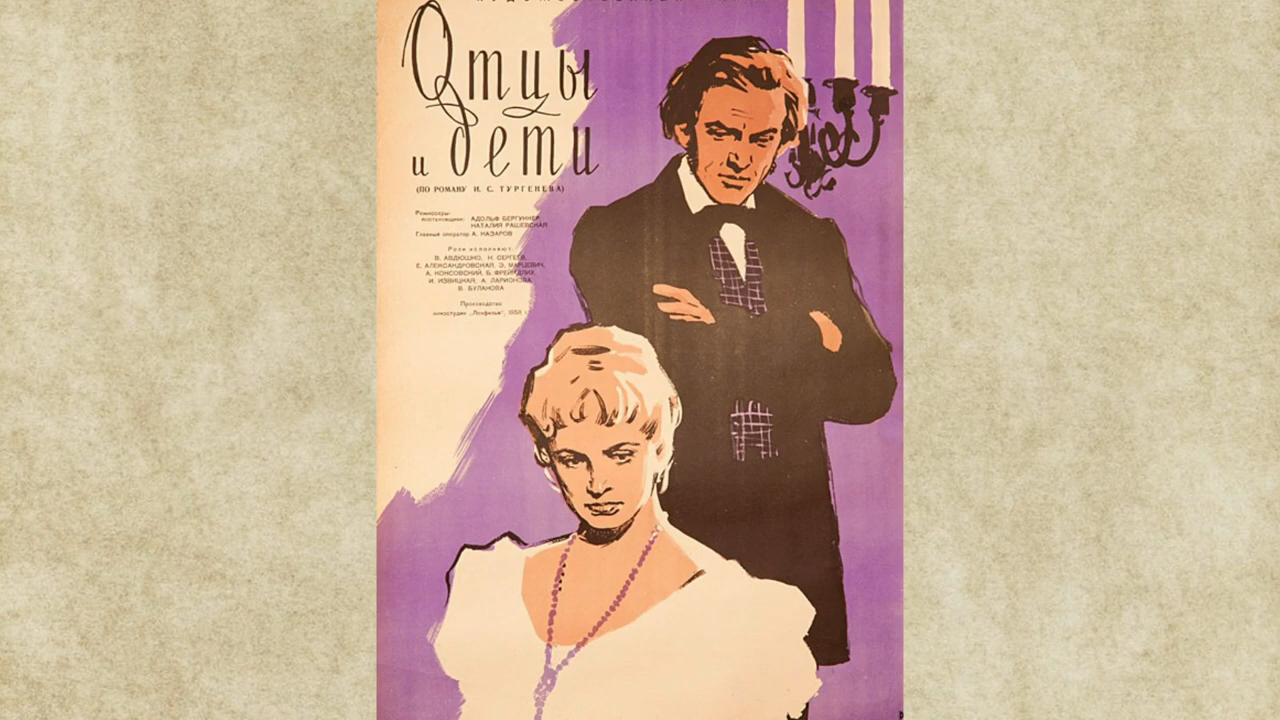 Отцы
и дети
(ПО РОМАНУ И. С. ТУРГЕНЕВА)
Режиссеры-
постановщики: АДОЛЬФ БЕРГУНКЕР
НАТАЛИЯ РАШЕВСКАЯ
Главный оператор А. НАЗАРОВ
Роли исполняют:
В. АВДЮШКО, Н. СЕРГЕЕВ,
Е. АЛЕКСАНДРОВСКАЯ, Э. МАРЦЕВИЧ,
А. КОНСОВСКИЙ, Б. ФРЕЙНДЛИХ,
И. ИЗВИЦКАЯ, А. ЛАРИОНОВА,
В. БУЛАНОВА
Производство
киностудии „Ленфильм", 1958 г.